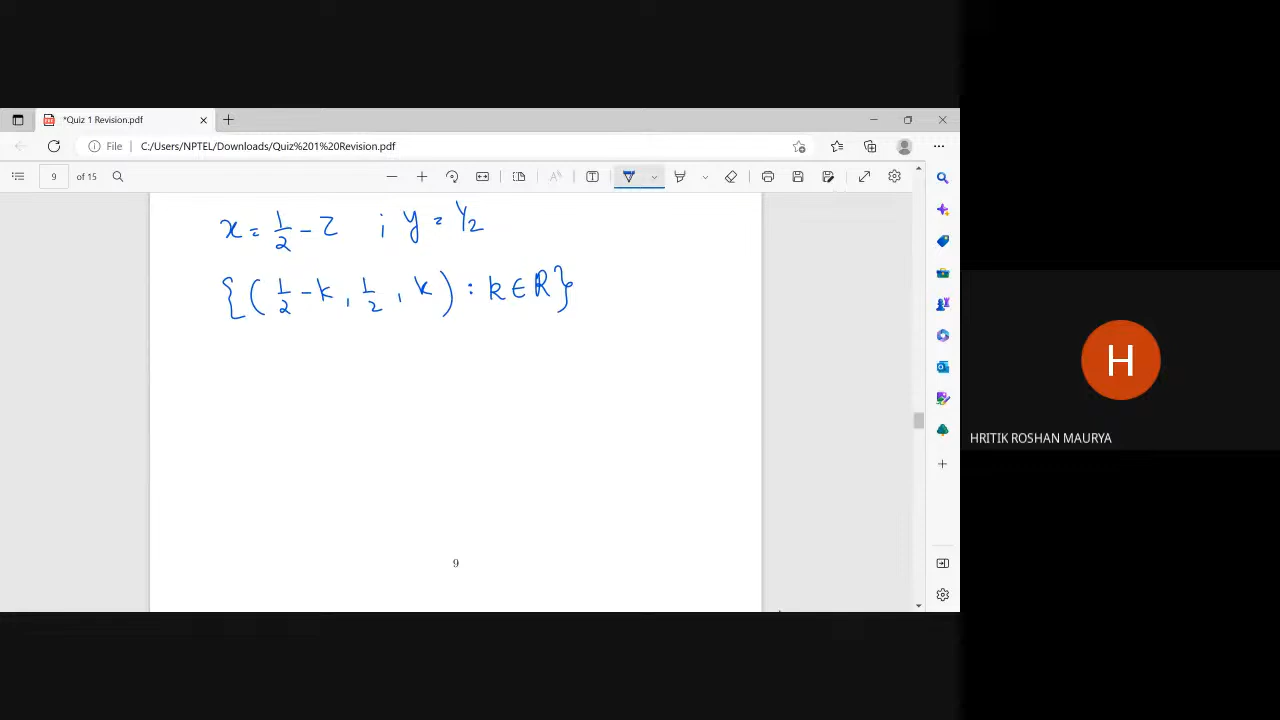 *Quiz 1 Revision.pdf
File C:/Users/NPTEL/Downloads/Quiz%201%20Revision.pdf
9 of 15
x = 1/2 - z ; y = 1/2
{( 1/2 - k , 1/2 , k ) : k ∈ R}
9
H
HRITIK ROSHAN MAURYA